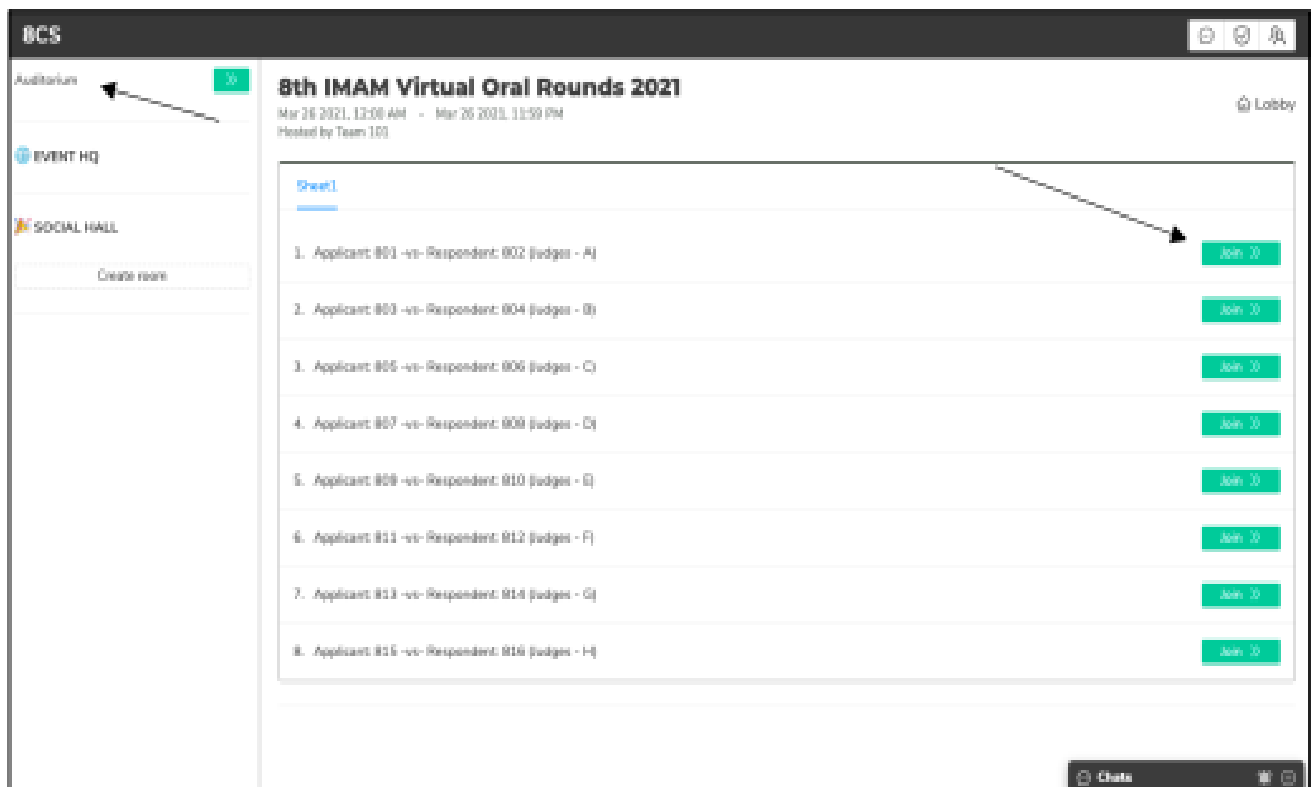 8CS
Auditorium
EVENT HQ
SOCIAL HALL
Create room
8th IMAM Virtual Oral Rounds 2021
Mar 26 2021, 12:00 AM - Mar 26 2021, 11:59 PM
Hosted by Team 101
Lobby
Sheet1
1. Applicant: 801 -vs- Respondent: 802 (Judges - A) Join
2. Applicant: 803 -vs- Respondent: 804 (Judges - B) Join
3. Applicant: 805 -vs- Respondent: 806 (Judges - C) Join
4. Applicant: 807 -vs- Respondent: 808 (Judges - D) Join
5. Applicant: 809 -vs- Respondent: 810 (Judges - E) Join
6. Applicant: 811 -vs- Respondent: 812 (Judges - F) Join
7. Applicant: 813 -vs- Respondent: 814 (Judges - G) Join
8. Applicant: 815 -vs- Respondent: 816 (Judges - H) Join
Chats